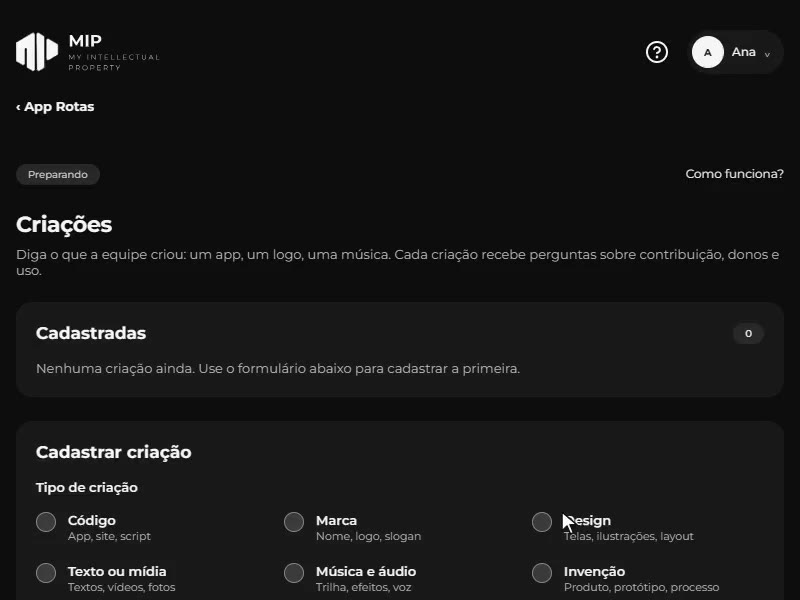 MIP
MY INTELLECTUAL
PROPERTY
A
Ana
‹ App Rotas
Preparando
Como funciona?
Criações
Diga o que a equipe criou: um app, um logo, uma música. Cada criação recebe perguntas sobre contribuição, donos e
uso.
Cadastradas
0
Nenhuma criação ainda. Use o formulário abaixo para cadastrar a primeira.
Cadastrar criação
Tipo de criação
Código
App, site, script
Marca
Nome, logo, slogan
Design
Telas, ilustrações, layout
Texto ou mídia
Textos, vídeos, fotos
Música e áudio
Trilha, efeitos, voz
Invenção
Produto, protótipo, processo